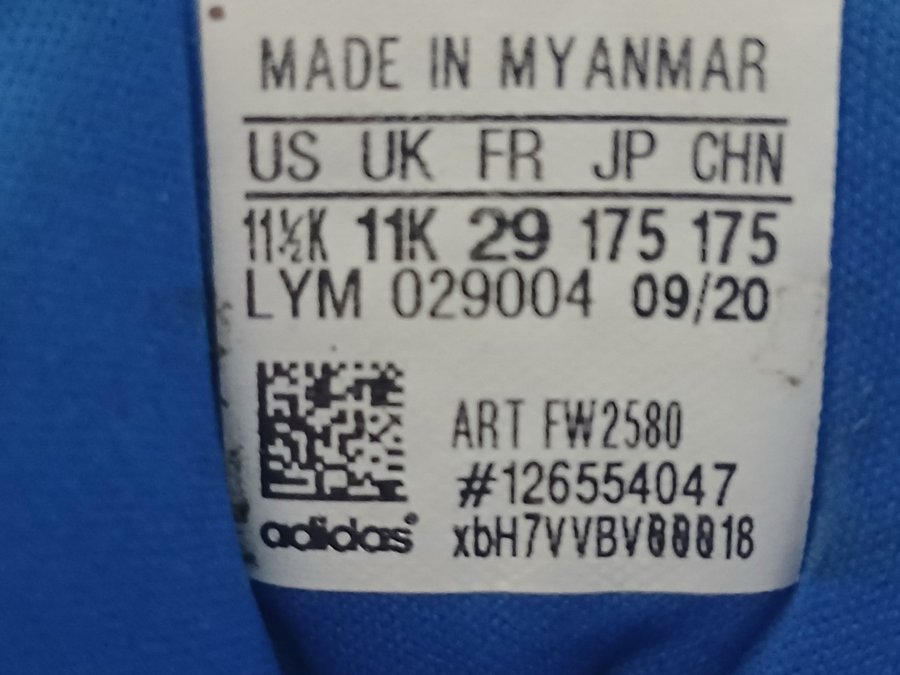 MADE IN MYANMAR
US UK FR JP CHN
11½K 11K 29 175 175
LYM 029004 09/20
ART FW2580
#126554047
adidas® xbH7VVBV00018